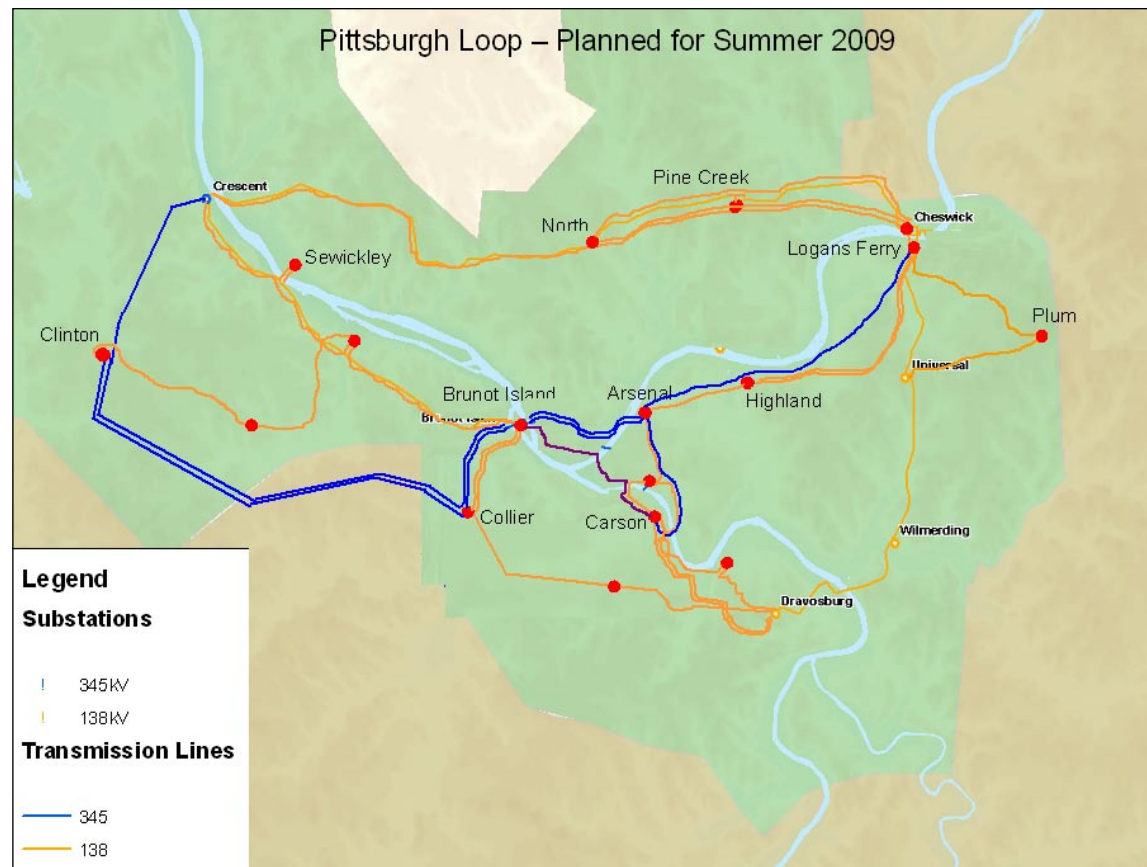 Pittsburgh Loop – Planned for Summer 2009
Crescent
Pine Creek
North
Cheswick
Logans Ferry
Sewickley
Plum
Clinton
Universal
Brunot Island
Arsenal
Highland
Collier
Carson
Wilmerding
Dravosburg
Legend
Substations
345kV
138kV
Transmission Lines
345
138